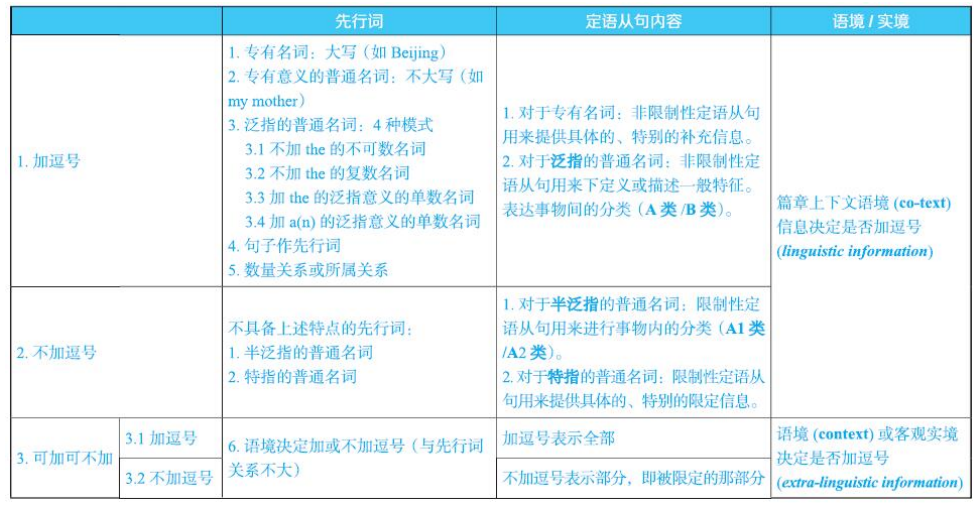 先行词
定语从句内容
语境 / 实境
1. 加逗号
1. 专有名词：大写（如 Beijing）
2. 专有意义的普通名词：不大写（如
my mother）
3. 泛指的普通名词：4 种模式
3.1 不加 the 的不可数名词
3.2 不加 the 的复数名词
3.3 加 the 的泛指意义的单数名词
3.4 加 a(n) 的泛指意义的单数名词
4. 句子作先行词
5. 数量关系或所属关系
1. 对于专有名词：非限制性定语从句
用来提供具体的、特别的补充信息。
2. 对于泛指的普通名词：非限制性定
语从句用来下定义或描述一般特征。
表达事物间的分类（A 类 /B 类）。
篇章上下文语境 (co-text)
信息决定是否加逗号
(linguistic information)
2. 不加逗号
不具备上述特点的先行词：
1. 半泛指的普通名词
2. 特指的普通名词
1. 对于半泛指的普通名词：限制性定
语从句用来进行事物内的分类（A1 类
/A2 类）。
2. 对于特指的普通名词：限制性定语从
句用来提供具体的、特别的限定信息。
3. 可加可不加
3.1 加逗号
3.2 不加逗号
6. 语境决定加或不加逗号（与先行词
关系不大）
加逗号表示全部
不加逗号表示部分，即被限定的那部分
语境 (context) 或客观实境
决定是否加逗号
(extra-linguistic information)